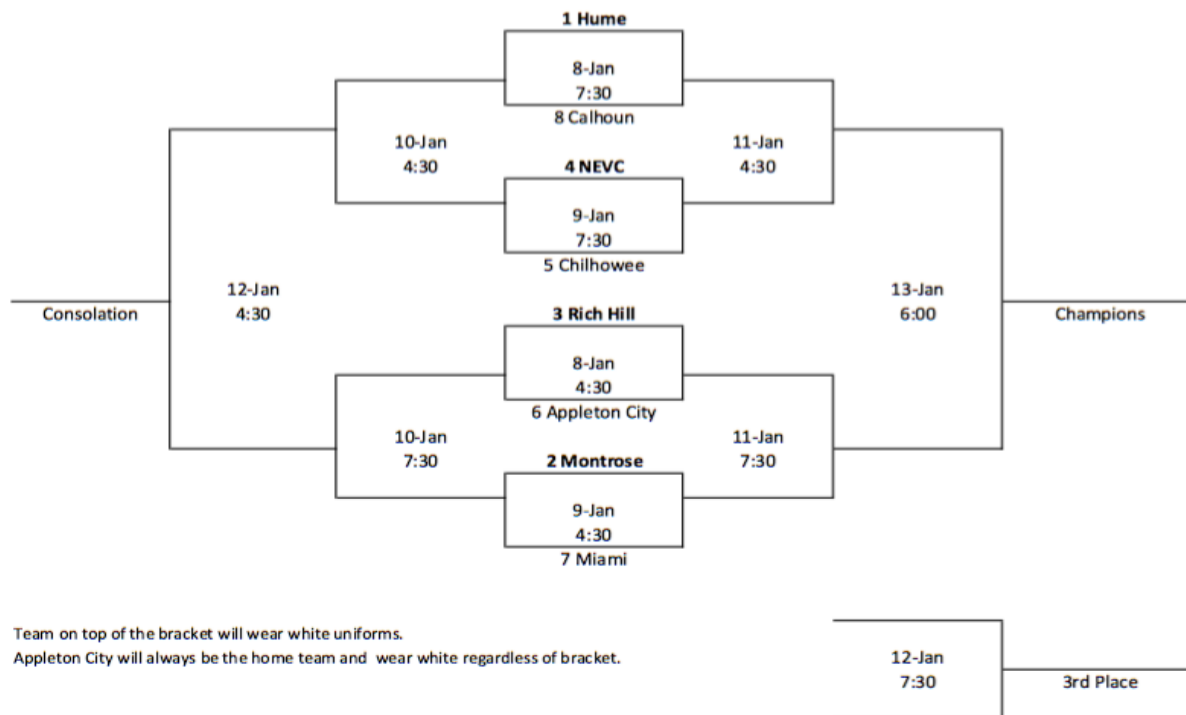 1 Hume
8-Jan
7:30
8 Calhoun
10-Jan
4:30
11-Jan
4:30
4 NEVC
9-Jan
7:30
5 Chilhowee
12-Jan
4:30
Consolation
13-Jan
6:00
Champions
3 Rich Hill
8-Jan
4:30
6 Appleton City
10-Jan
7:30
11-Jan
7:30
2 Montrose
9-Jan
4:30
7 Miami
Team on top of the bracket will wear white uniforms.
Appleton City will always be the home team and wear white regardless of bracket.
12-Jan
7:30
3rd Place